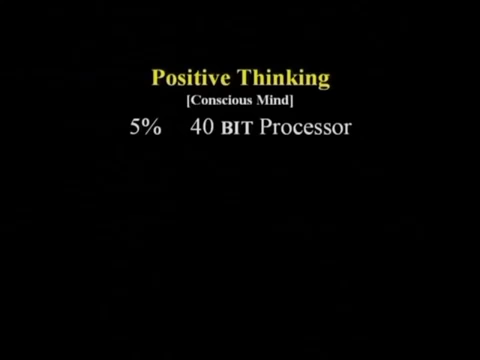 Positive Thinking
[Conscious Mind]
5% 40 BIT Processor